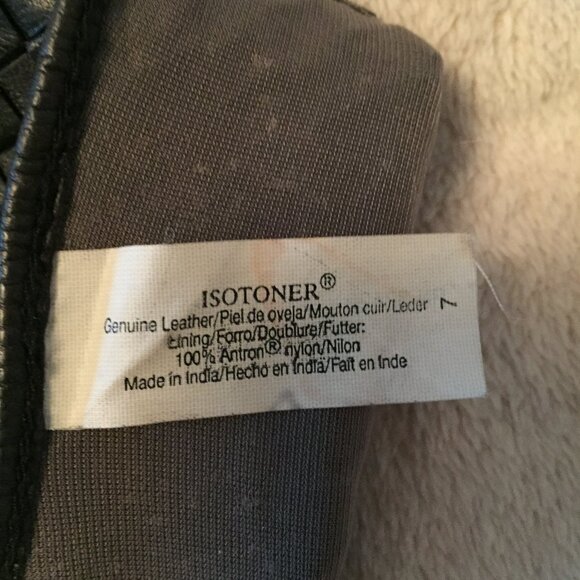 ISOTONER®
Genuine Leather/Piel de oveja/Mouton cuir/Leder
Lining/Forro/Doublure/Futter:
100% Antron® nylon/Nilon
Made in India/Hecho en India/Fait en Inde
7